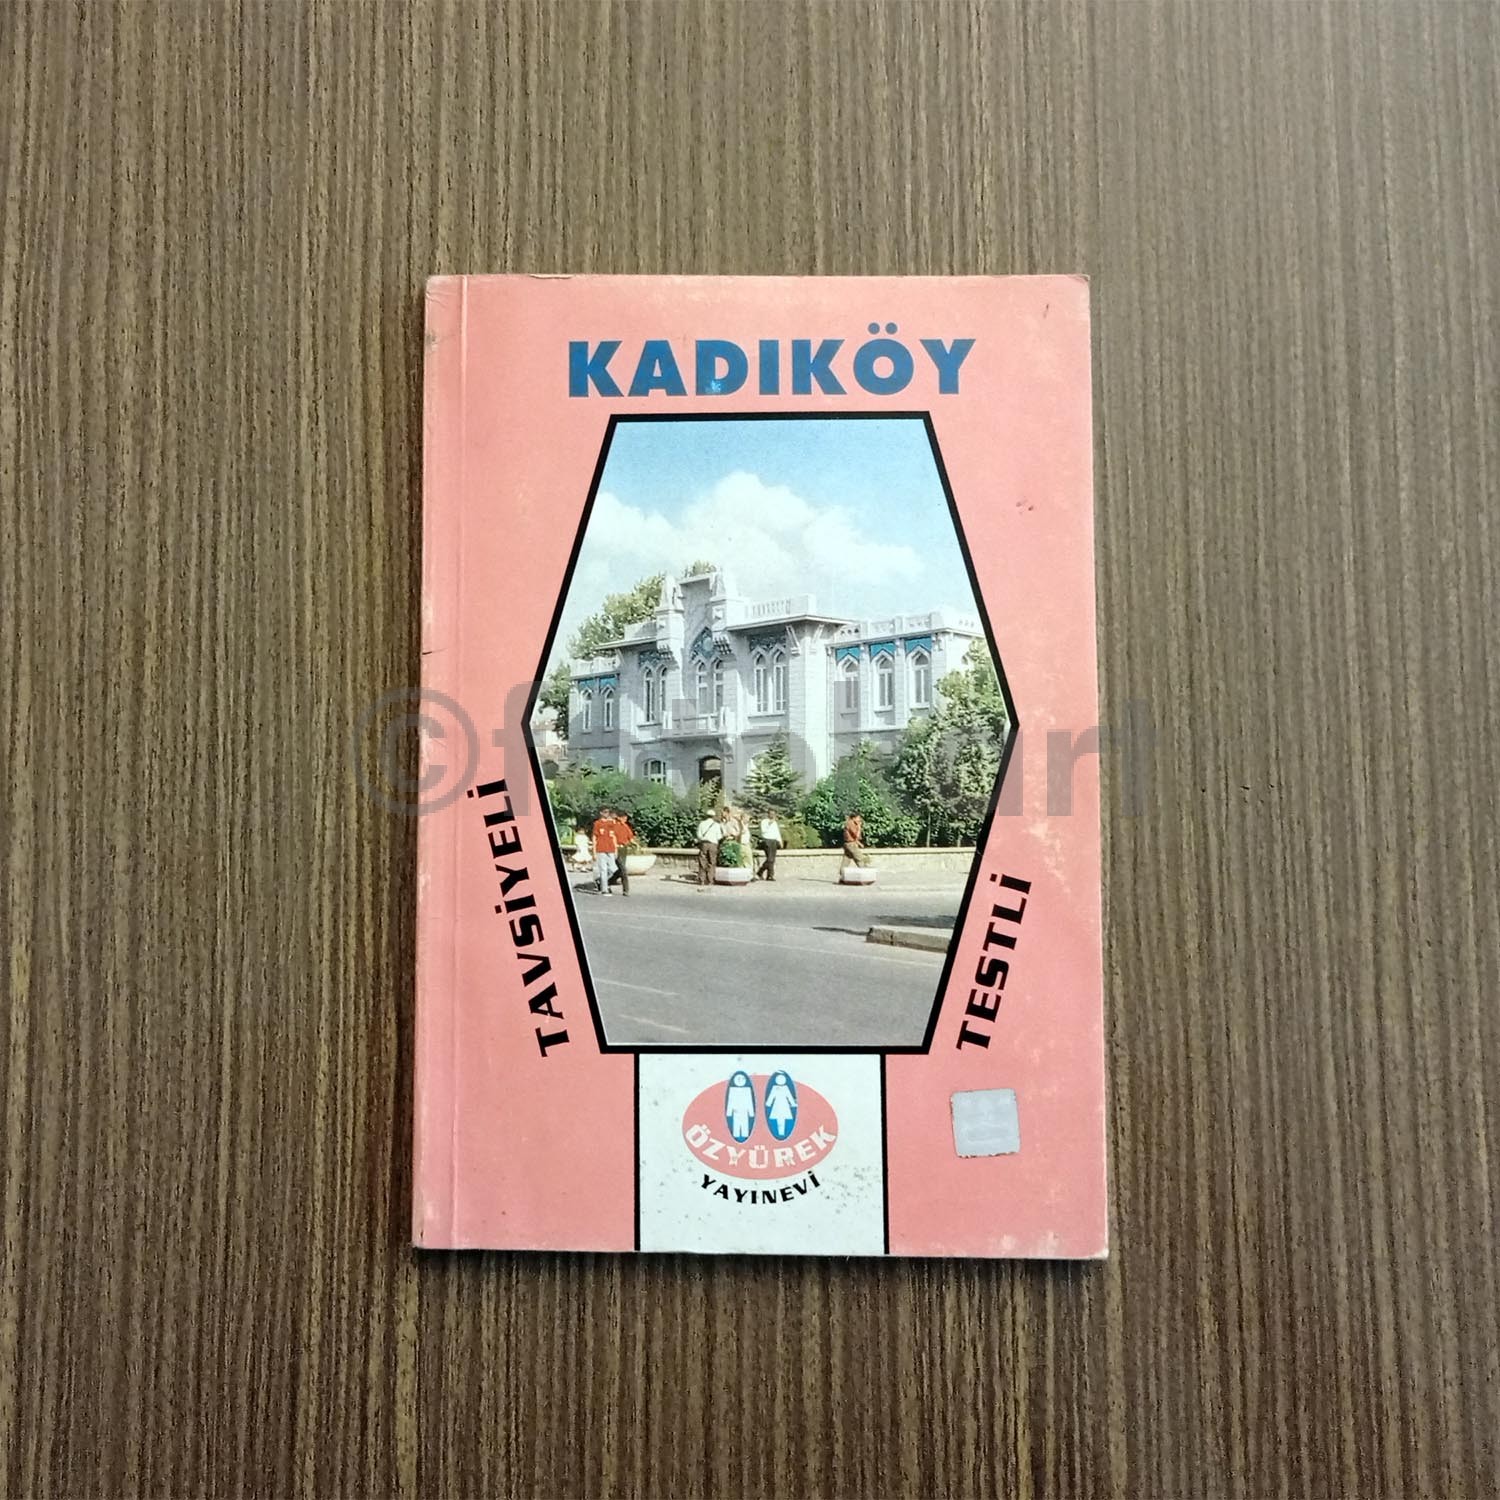 KADIKÖY
TAVSİYELİ
TESTLİ
ÖZYÜREK
YAYINEVİ